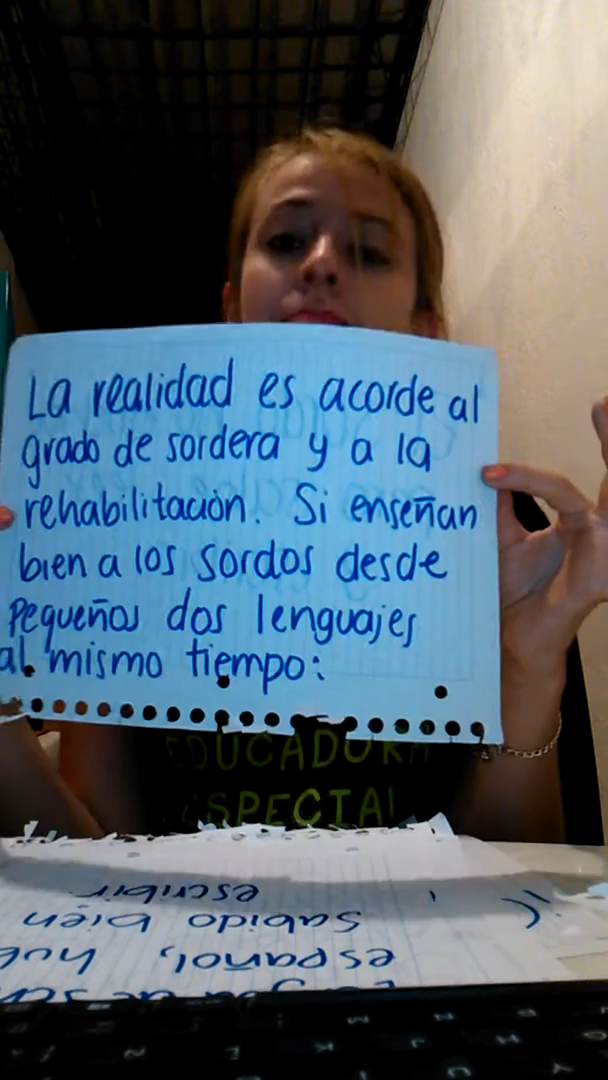 La realidad es acorde al
grado de sordera y a la
rehabilitación. Si enseñan
bien a los sordos desde
pequeños dos lenguajes
al mismo tiempo:
EDUCADORA
ESPECIAL
escribir
sabido bien
español, hub